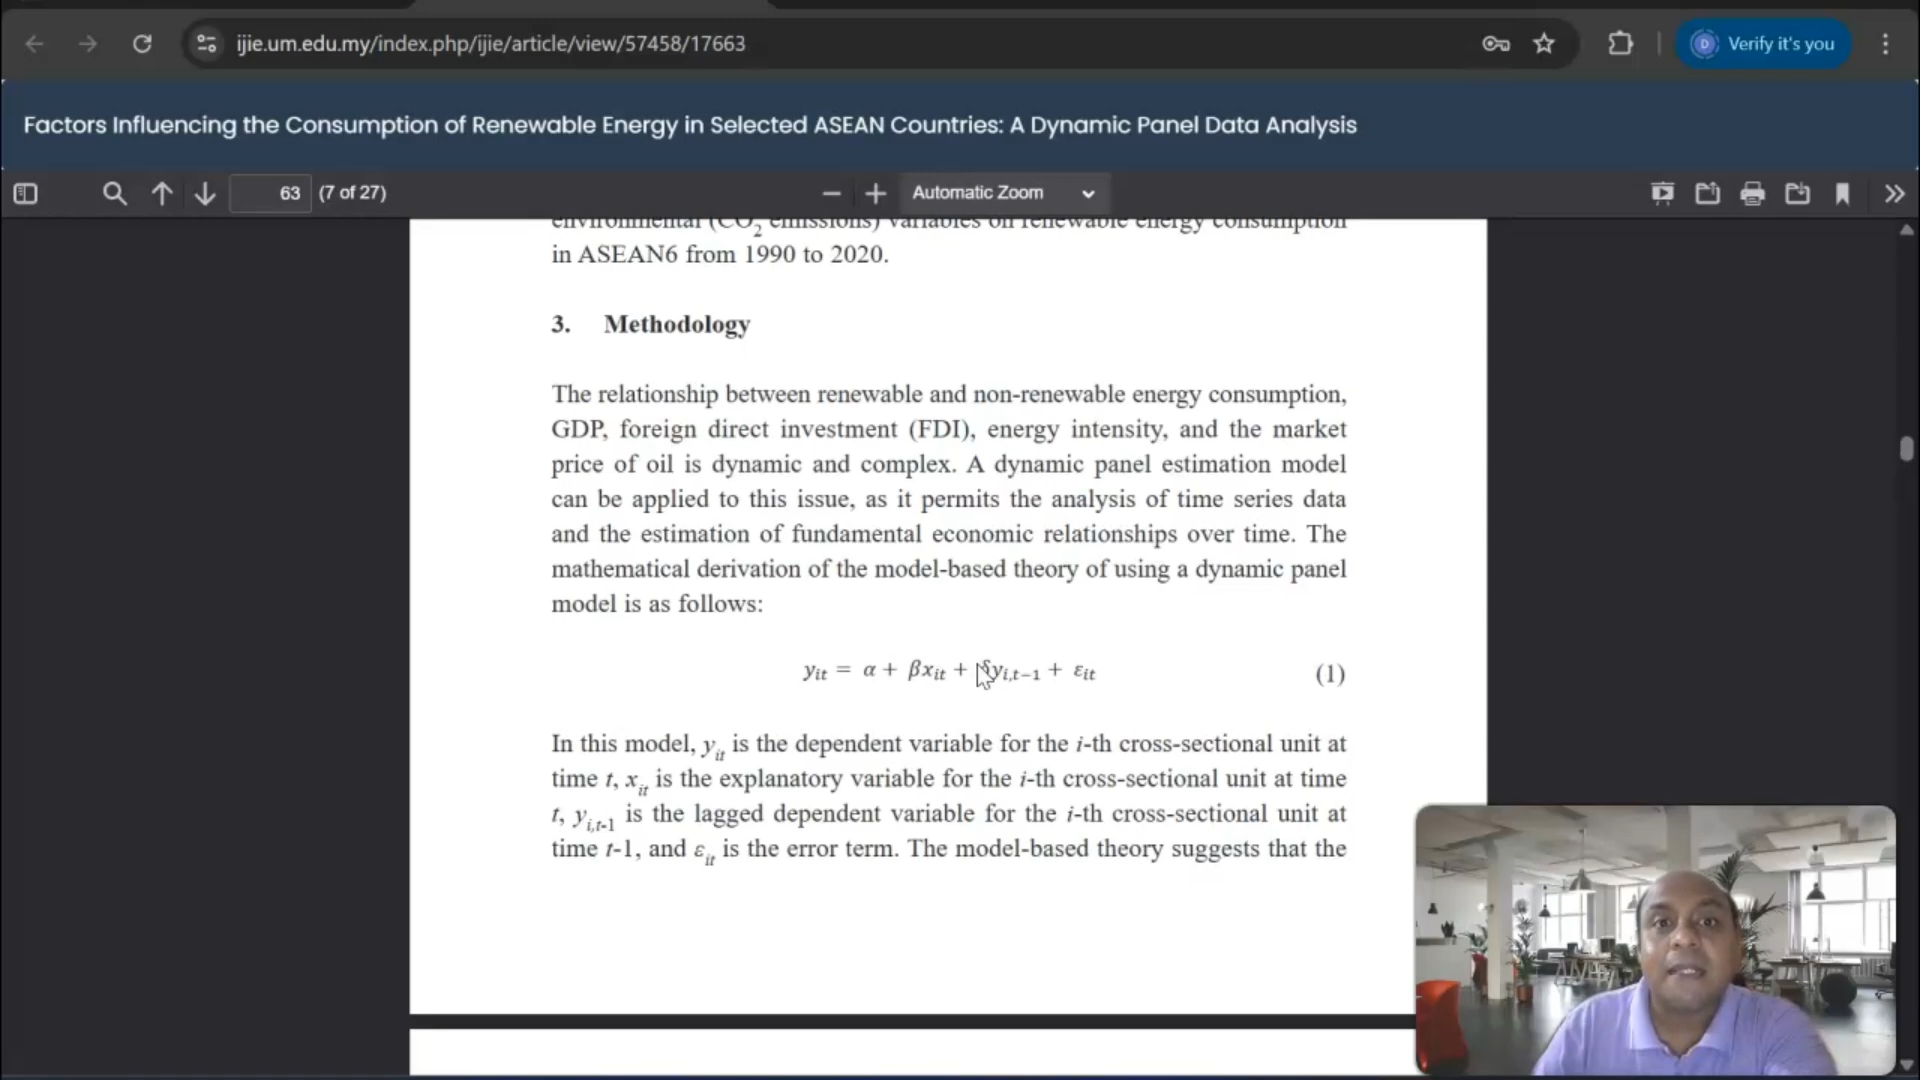 ijie.um.edu.my/index.php/ijie/article/view/57458/17663
D Verify it's you
Factors Influencing the Consumption of Renewable Energy in Selected ASEAN Countries: A Dynamic Panel Data Analysis
63 (7 of 27)
Automatic Zoom
environmental (CO2 emissions) variables on renewable energy consumption
in ASEAN6 from 1990 to 2020.
3. Methodology
The relationship between renewable and non-renewable energy consumption,
GDP, foreign direct investment (FDI), energy intensity, and the market
price of oil is dynamic and complex. A dynamic panel estimation model
can be applied to this issue, as it permits the analysis of time series data
and the estimation of fundamental economic relationships over time. The
mathematical derivation of the model-based theory of using a dynamic panel
model is as follows:
yit = α + βxit + δyi,t−1 + εit (1)
In this model, yit is the dependent variable for the i-th cross-sectional unit at
time t, xit is the explanatory variable for the i-th cross-sectional unit at time
t, yi,t-1 is the lagged dependent variable for the i-th cross-sectional unit at
time t-1, and εit is the error term. The model-based theory suggests that the